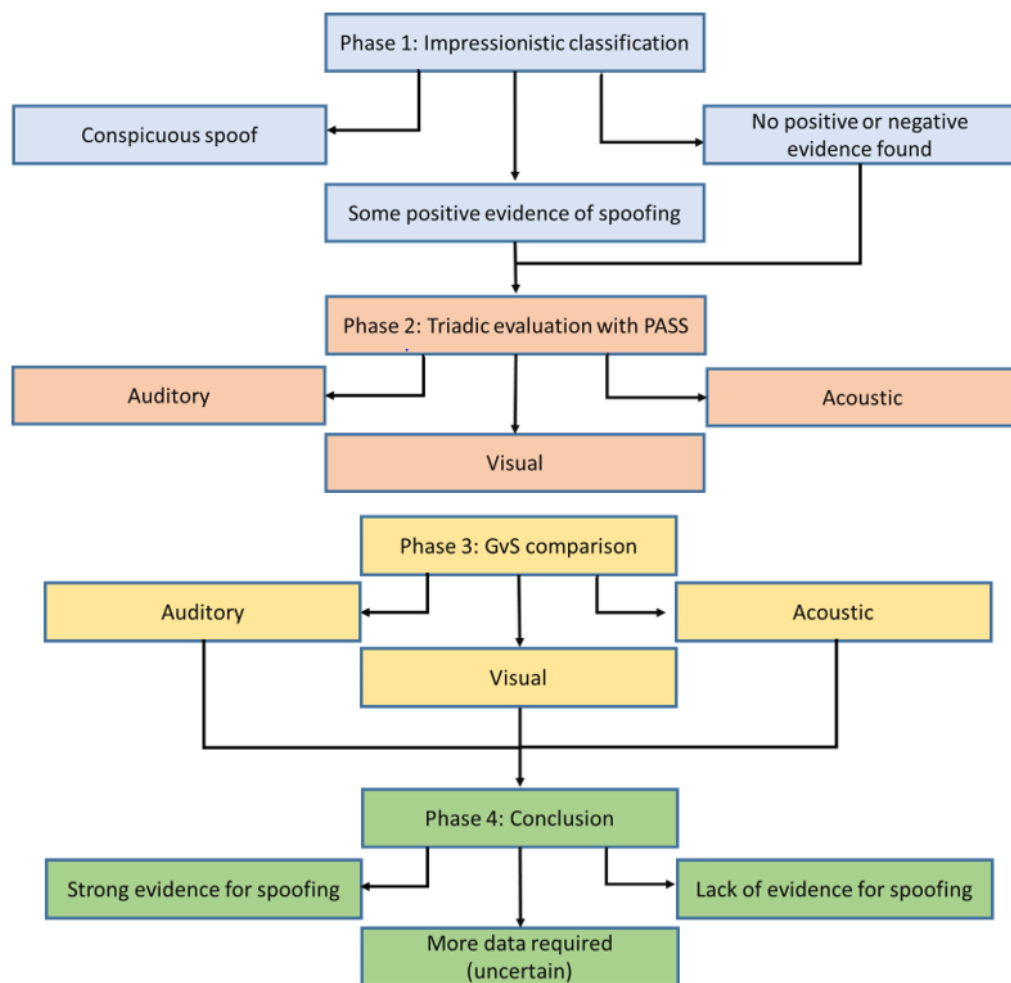 Phase 1: Impressionistic classification
Conspicuous spoof
No positive or negative
evidence found
Some positive evidence of spoofing
Phase 2: Triadic evaluation with PASS
Auditory
Acoustic
Visual
Phase 3: GvS comparison
Auditory
Acoustic
Visual
Phase 4: Conclusion
Strong evidence for spoofing
Lack of evidence for spoofing
More data required
(uncertain)